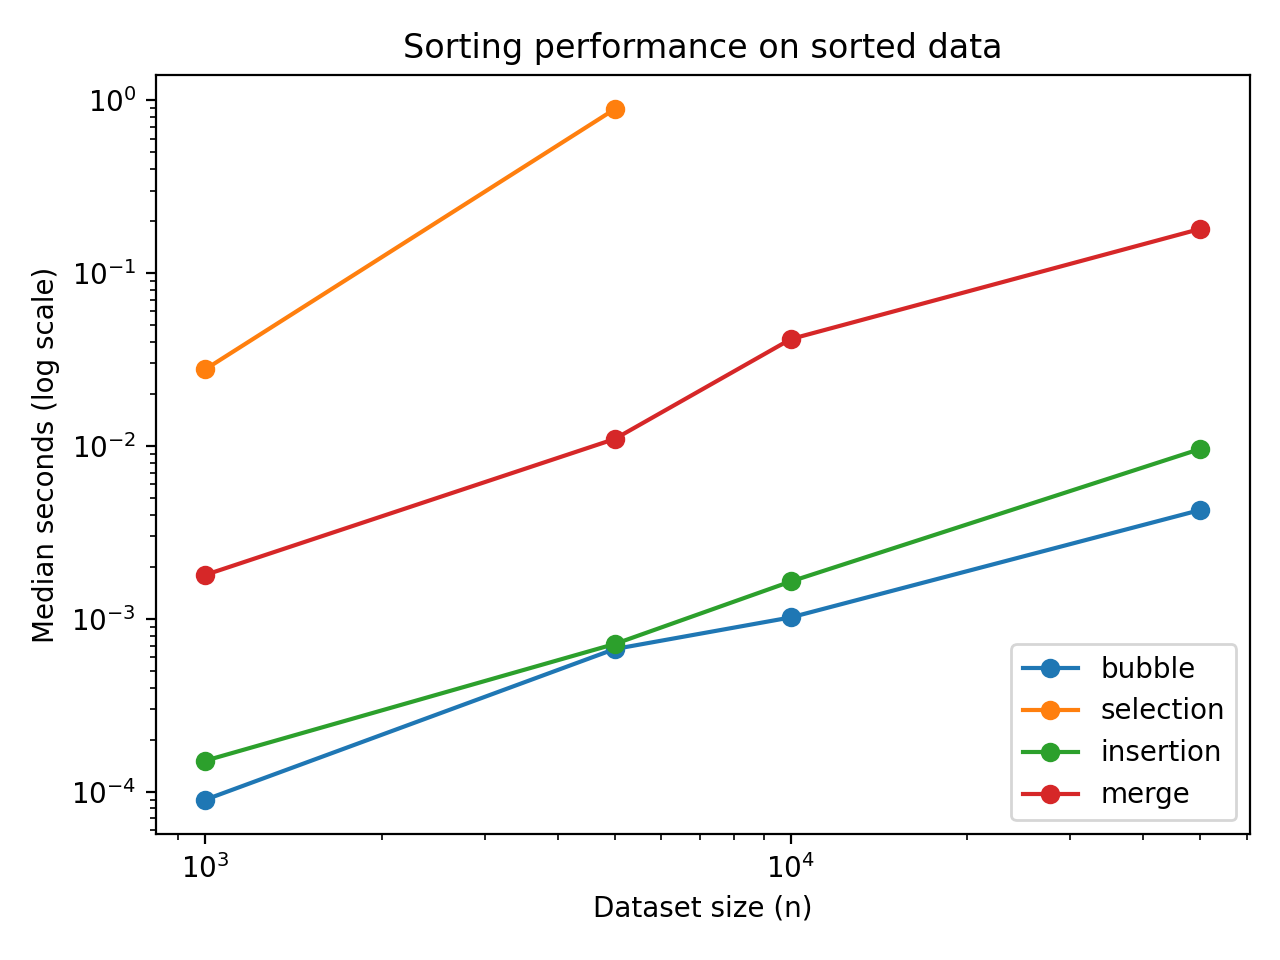 Sorting performance on sorted data
Median seconds (log scale)
10⁰
10⁻¹
10⁻²
10⁻³
10⁻⁴
bubble
selection
insertion
merge
10³
10⁴
Dataset size (n)